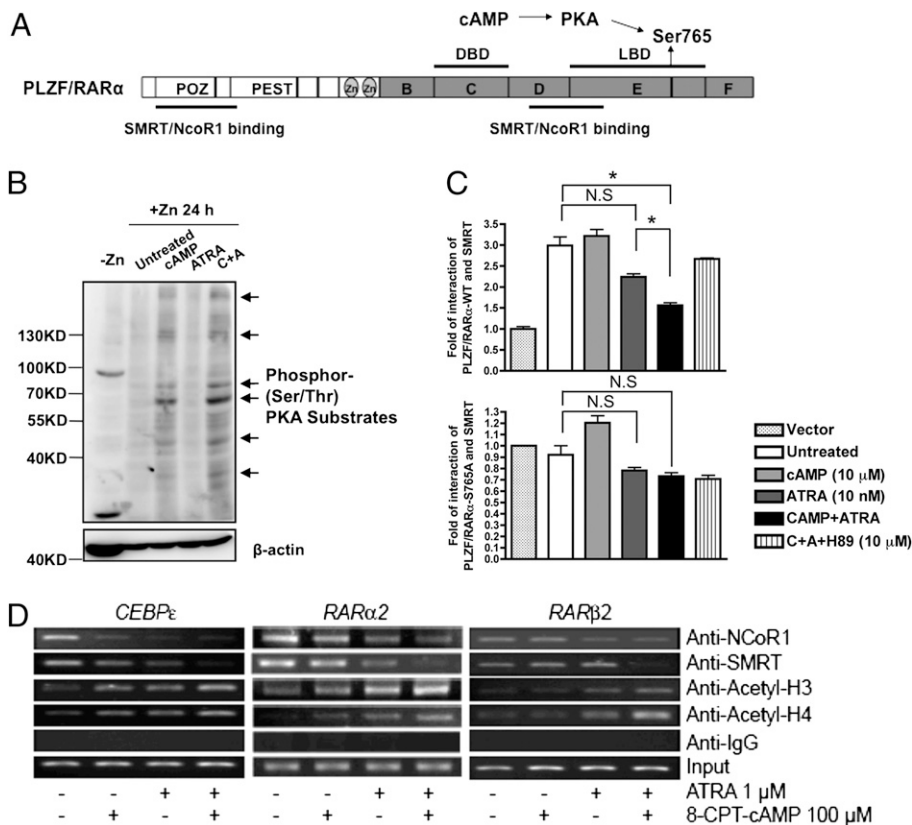 A
cAMP → PKA
Ser765
DBD
LBD
PLZF/RARα
POZ
PEST
Zn
Zn
B
C
D
E
F
SMRT/NcoR1 binding
SMRT/NcoR1 binding
B
+Zn 24 h
-Zn
Untreated
cAMP
ATRA
C+A
130KD
100KD
70KD
55KD
40KD
Phosphor-
(Ser/Thr)
PKA Substrates
40KD
β-actin
C
Fold of interaction of
PLZF/RARα-WT and SMRT
3.5
3.0
2.5
2.0
1.5
1.0
0.5
0.0
*
N.S
*
Fold of interaction of
PLZF/RARα-S765A and SMRT
1.3
1.2
1.1
1.0
0.9
0.8
0.7
0.6
0.5
0.4
0.3
0.2
0.1
0.0
N.S
N.S
Vector
Untreated
cAMP (10 μM)
ATRA (10 nM)
CAMP+ATRA
C+A+H89 (10 μM)
D
CEBPε
RARα2
RARβ2
Anti-NCoR1
Anti-SMRT
Anti-Acetyl-H3
Anti-Acetyl-H4
Anti-IgG
Input
- - + + - - + + - - + + ATRA 1 μM
- + - + - + - + - + - + 8-CPT-cAMP 100 μM